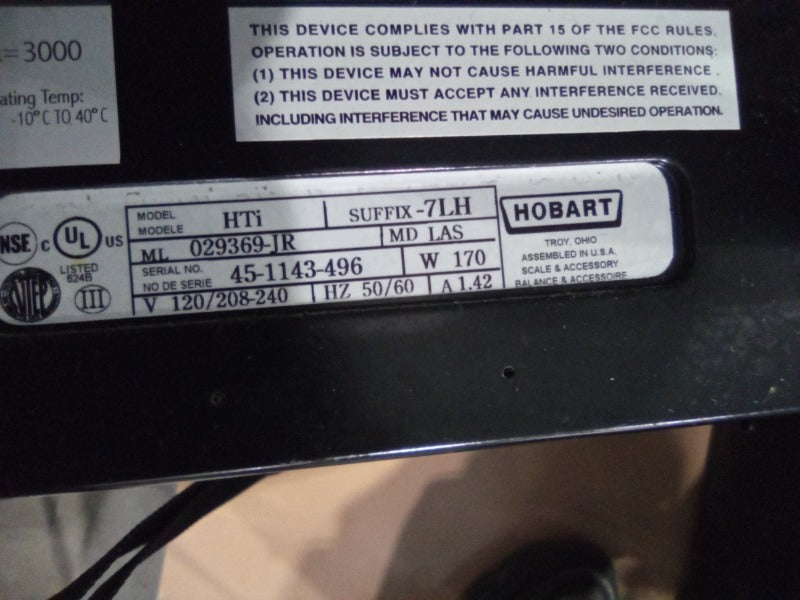 =3000
ating Temp:
-10°C TO 40°C
THIS DEVICE COMPLIES WITH PART 15 OF THE FCC RULES.
OPERATION IS SUBJECT TO THE FOLLOWING TWO CONDITIONS:
(1) THIS DEVICE MAY NOT CAUSE HARMFUL INTERFERENCE.
(2) THIS DEVICE MUST ACCEPT ANY INTERFERENCE RECEIVED.
INCLUDING INTERFERENCE THAT MAY CAUSE UNDESIRED OPERATION.
C UL US
LISTED
624B
NTEP
III
MODEL
MODELE HTi SUFFIX -7LH
ML 029369-JR MD LAS
SERIAL NO.
NO DE SERIE 45-1143-496 W 170
V 120/208-240 HZ 50/60 A 1.42
HOBART
TROY, OHIO
ASSEMBLED IN U.S.A.
SCALE & ACCESSORY
BALANCE & ACCESSOIRE